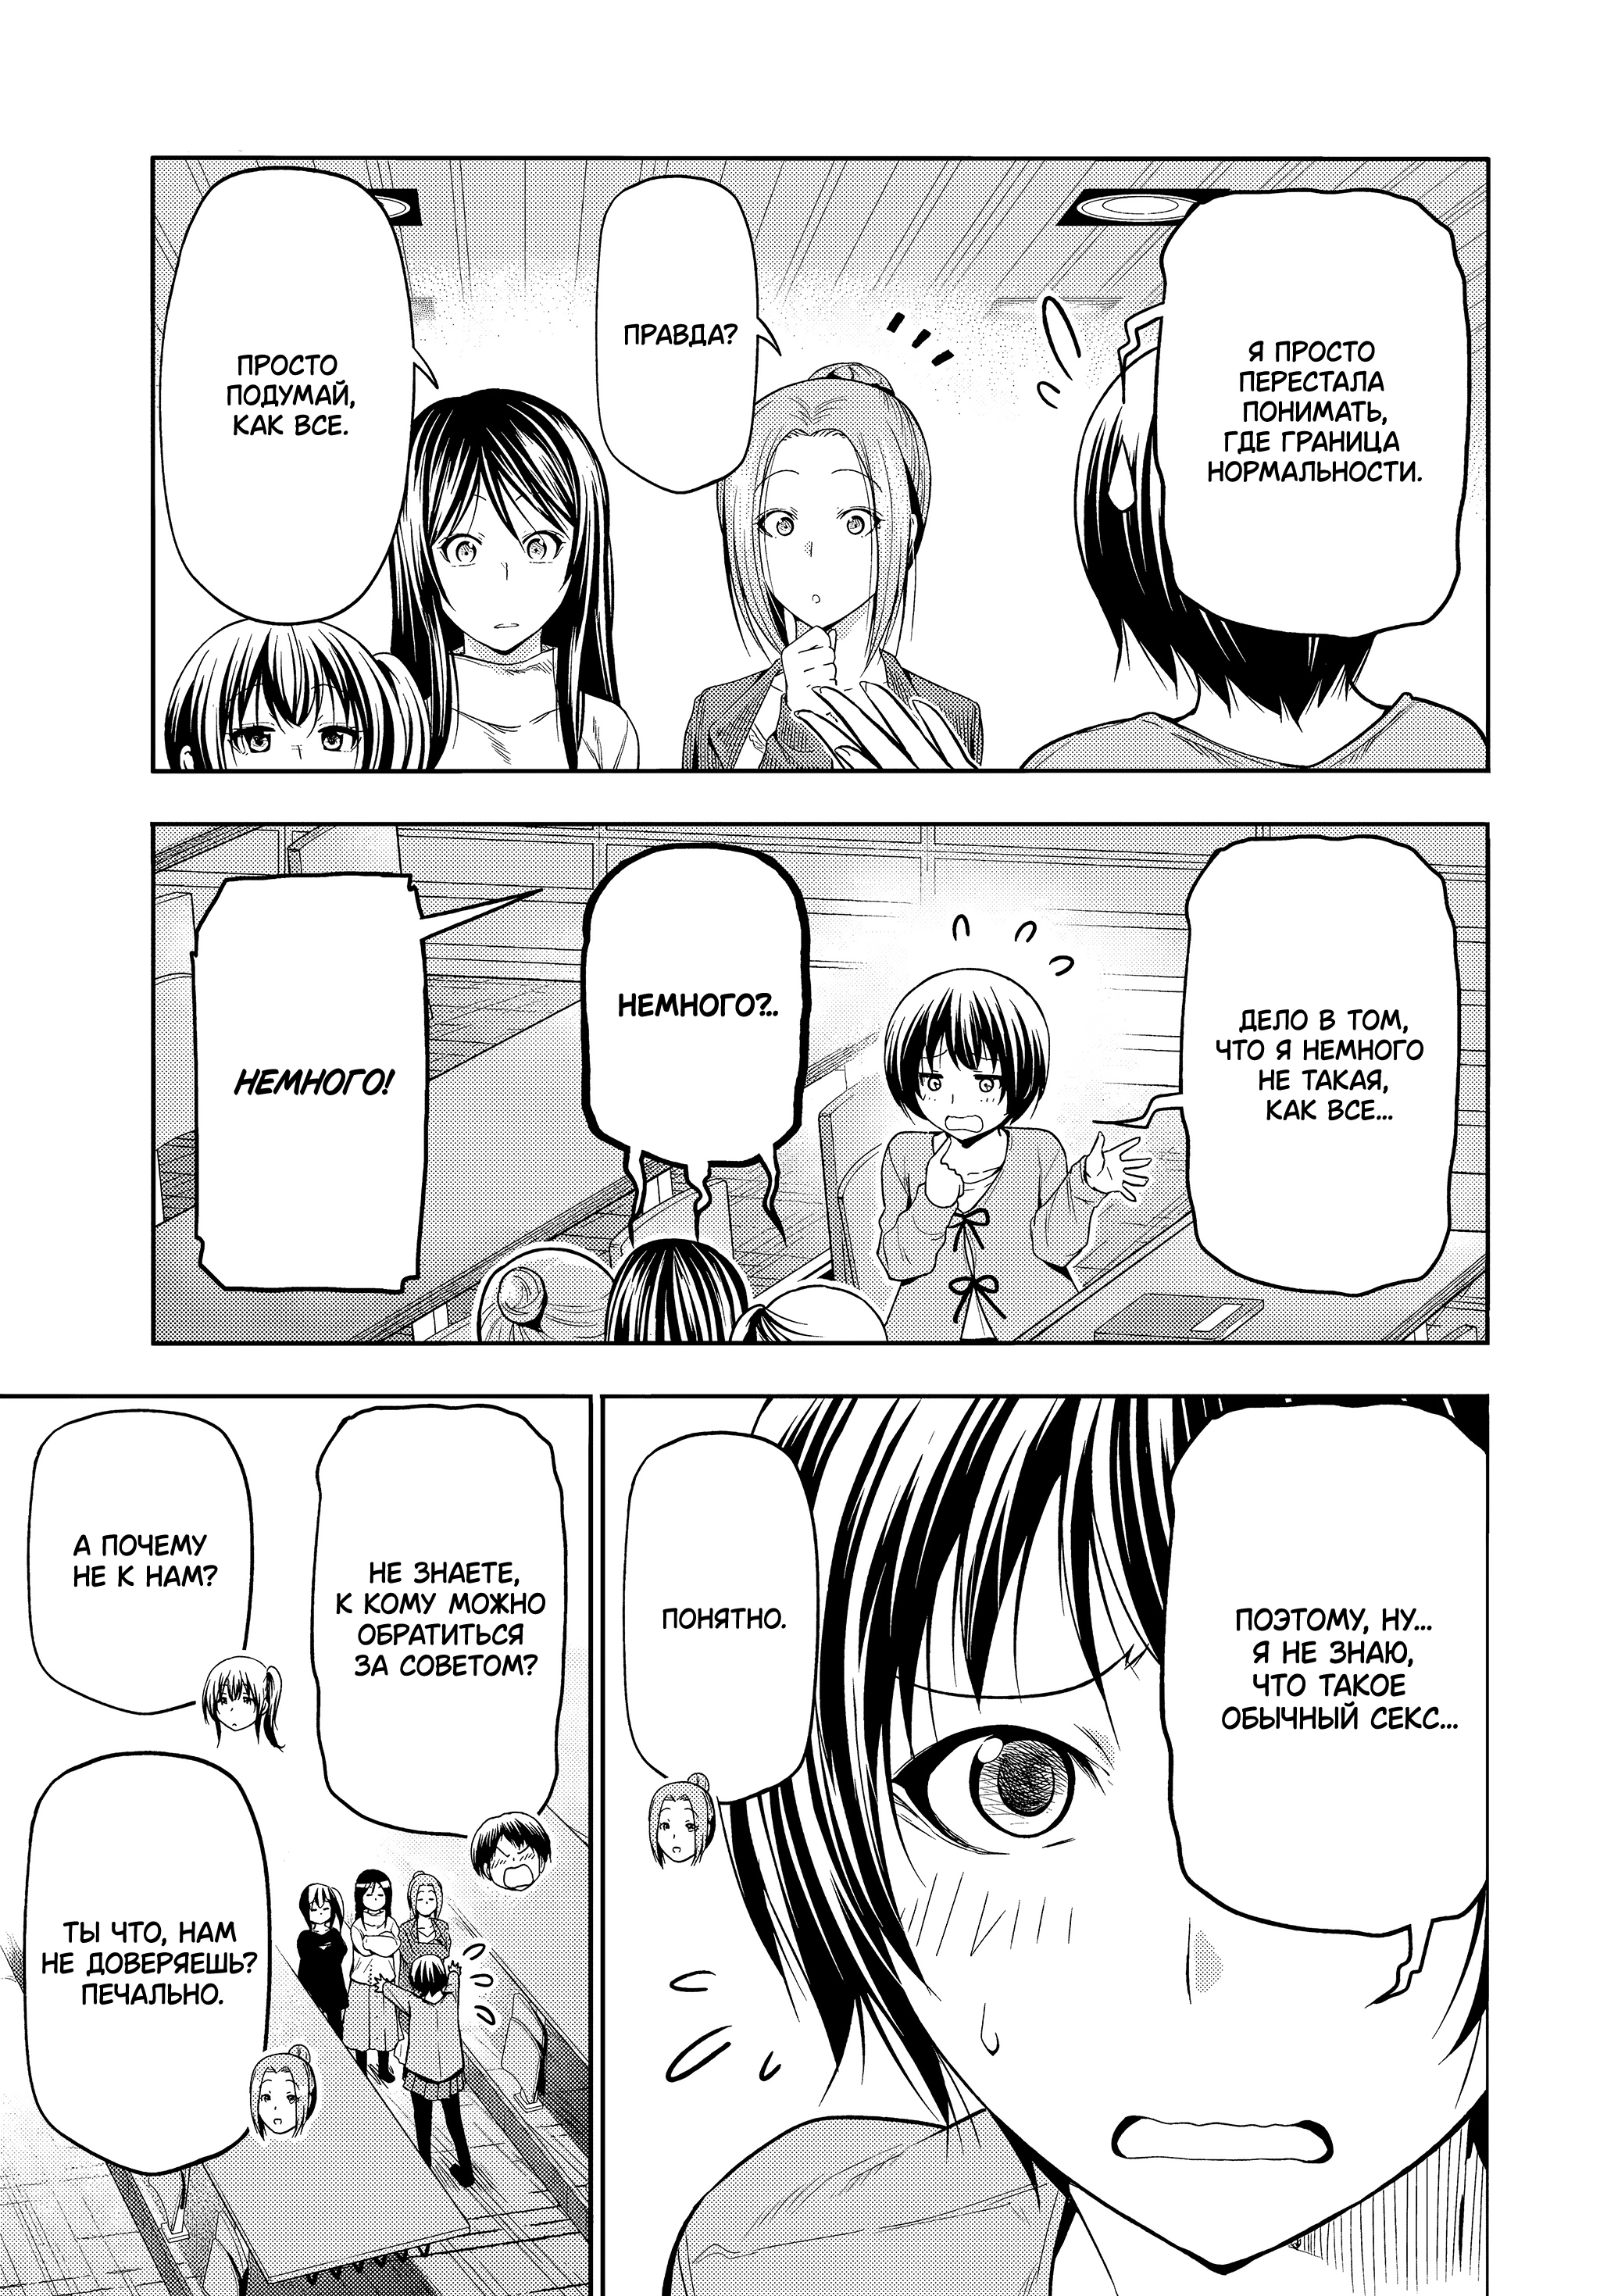 Я ПРОСТО
ПЕРЕСТАЛА
ПОНИМАТЬ,
ГДЕ ГРАНИЦА
НОРМАЛЬНОСТИ.
ПРАВДА?
ПРОСТО
ПОДУМАЙ,
КАК ВСЕ.
ДЕЛО В ТОМ,
ЧТО Я НЕМНОГО
НЕ ТАКАЯ,
КАК ВСЕ...
НЕМНОГО?..
НЕМНОГО!
ПОЭТОМУ, НУ...
Я НЕ ЗНАЮ,
ЧТО ТАКОЕ
ОБЫЧНЫЙ СЕКС...
ПОНЯТНО.
НЕ ЗНАЕТЕ,
К КОМУ МОЖНО
ОБРАТИТЬСЯ
ЗА СОВЕТОМ?
А ПОЧЕМУ
НЕ К НАМ?
ТЫ ЧТО, НАМ
НЕ ДОВЕРЯЕШЬ?
ПЕЧАЛЬНО.